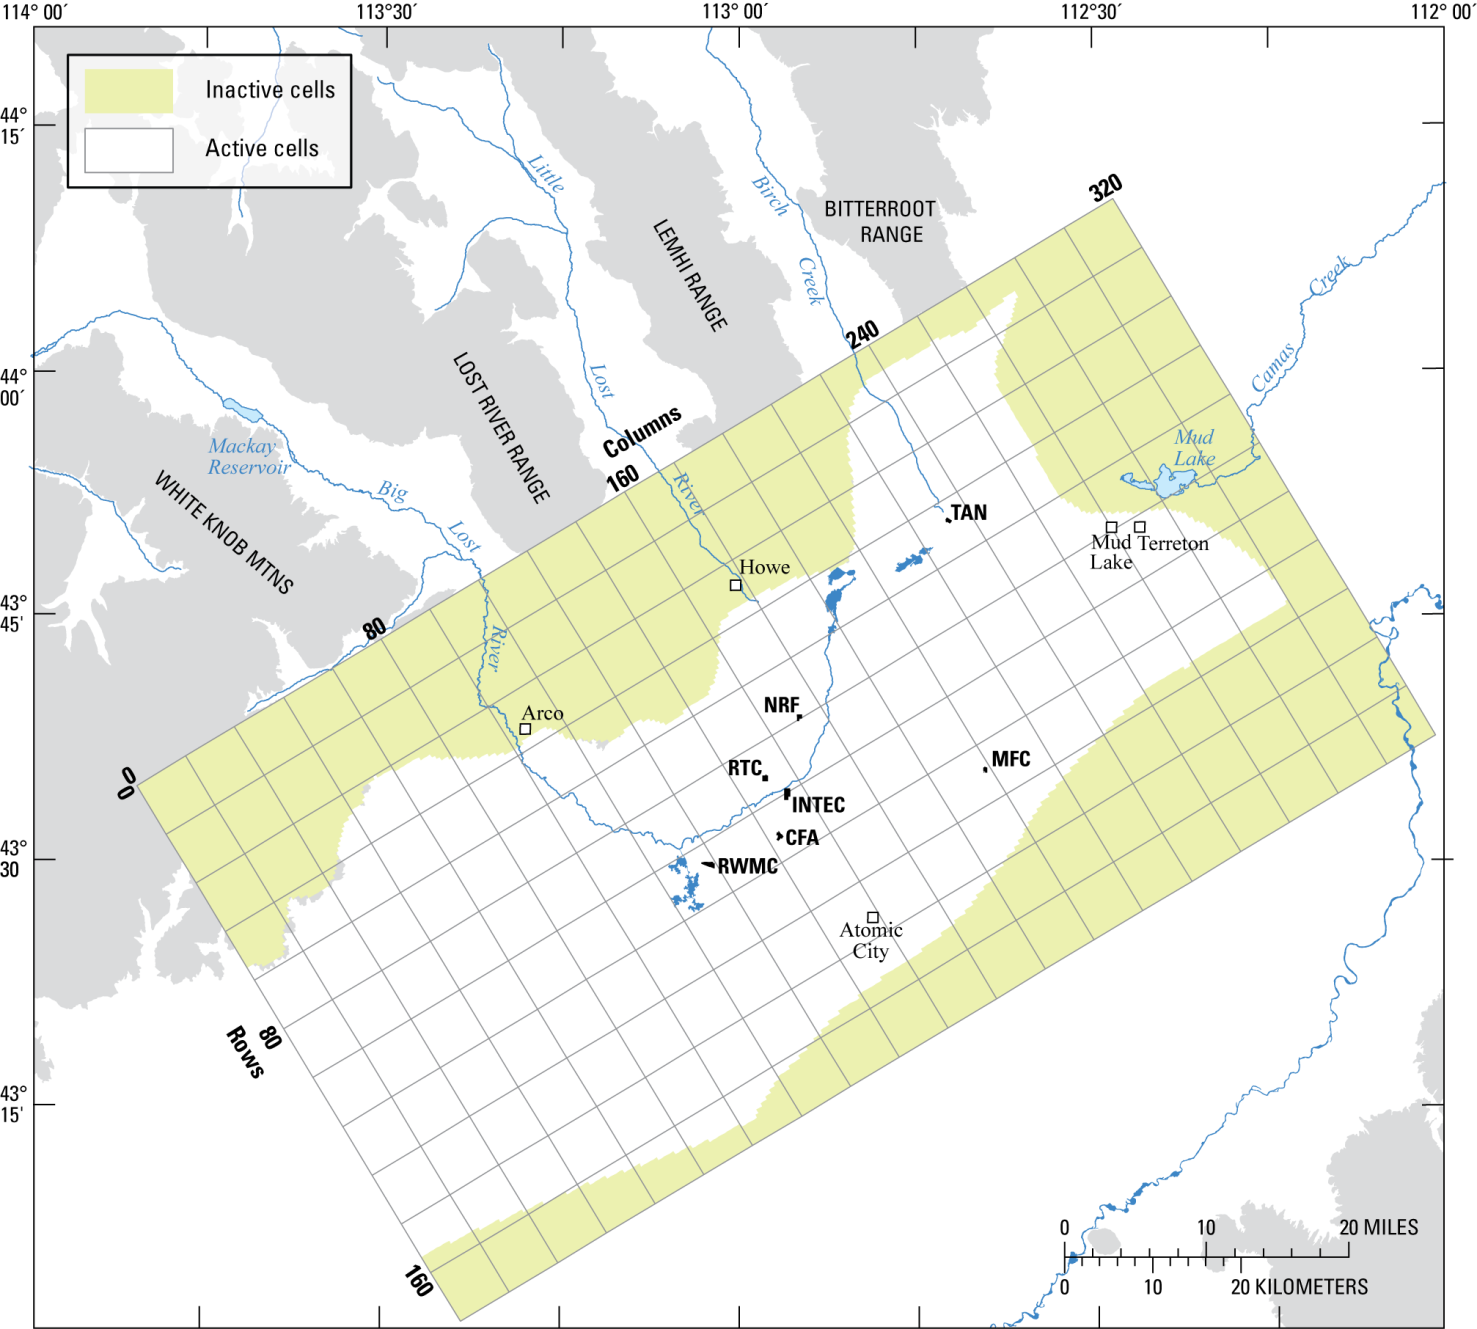 114° 00′
113° 30′
113° 00′
112° 30′
112° 00′
Inactive cells
Active cells
44°
15′
44°
00′
43°
45′
43°
30
43°
15'
Little
Lost
River
Birch
Creek
BITTERROOT
RANGE
LEMHI RANGE
LOST RIVER RANGE
WHITE KNOB MTNS
Mackay
Reservoir
Big
Lost
River
Camas
Creek
Mud
Lake
Columns
0
80
160
240
320
Rows
0
80
160
TAN
Mud
Lake
Terreton
Howe
Arco
NRF
RTC
INTEC
CFA
RWMC
MFC
Atomic
City
0 10 20 MILES
0 10 20 KILOMETERS